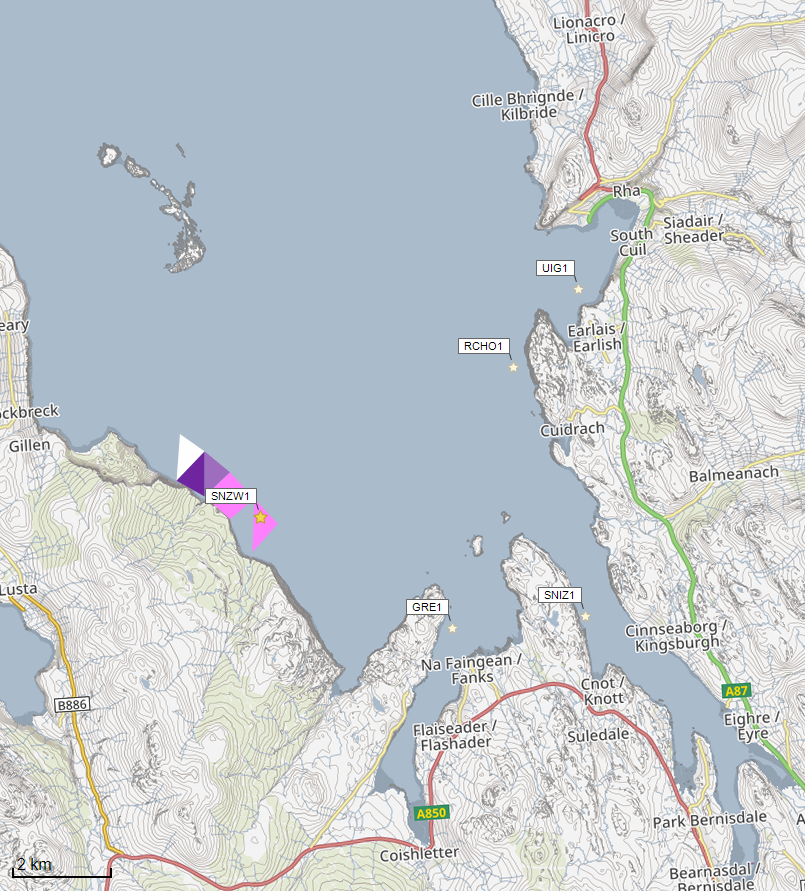 Lionacro /
Linicro
Cille Bhrìgnde /
Kilbride
Rha
Siadair /
Sheader
South
Cuil
UIG1
eary
Earlais /
Earlish
RCHO1
ockbreck
Gillen
Cuidrach
Balmeanach
SNZW1
Lusta
GRE1
SNIZ1
Cinnseaborg /
Kingsburgh
Na Faingean /
Fanks
Cnot /
Knott
A87
B886
Flaiseader /
Flashader
Suledale
Eighre /
Eyre
A850
Park Bernisdale
A
Coishletter
2 km
Bearnasdal /
Bernisdale